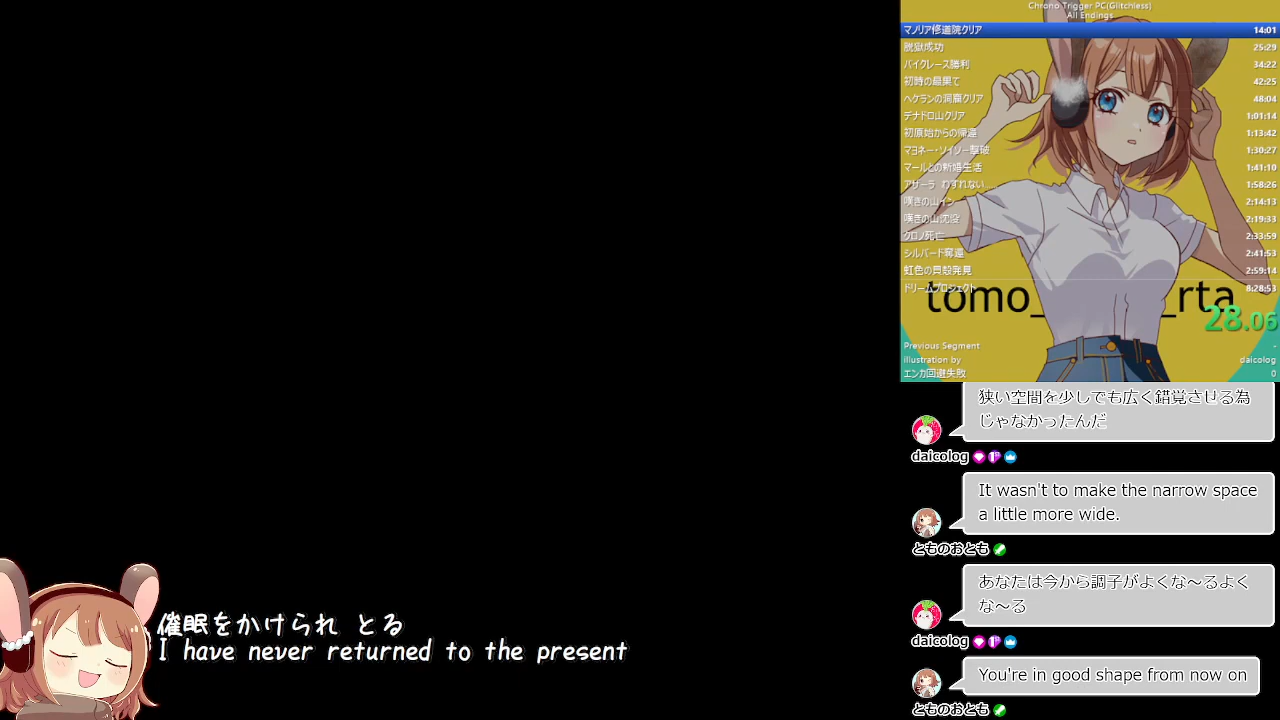 Chrono Trigger PC(Glitchless)
All Endings
マノリア修道院クリア 14:01
脱獄成功 25:29
バイクレース勝利 34:22
初時の最果て 42:25
ヘケランの洞窟クリア 48:04
デナドロ山クリア 1:01:14
初原始からの帰還 1:13:42
マヨネー・ソイソー撃破 1:30:27
マールとの新婚生活 1:41:10
アザーラ わすれない..... 1:58:26
嘆きの山イン 2:14:13
嘆きの山沈没 2:19:33
クロノ死亡 2:33:59
シルバード奪還 2:41:53
虹色の貝殻発見 2:59:14
ドリームプロジェクト 8:28:53
tomo_ _rta
28.06
Previous Segment -
illustration by daicolog
エンカ回避失敗 0
狭い空間を少しでも広く錯覚させる為
じゃなかったんだ
daicolog
It wasn't to make the narrow space
a little more wide.
とものおとも
あなたは今から調子がよくな～るよく
な～る
daicolog
You're in good shape from now on
とものおとも
催眠をかけられ とる
I have never returned to the present